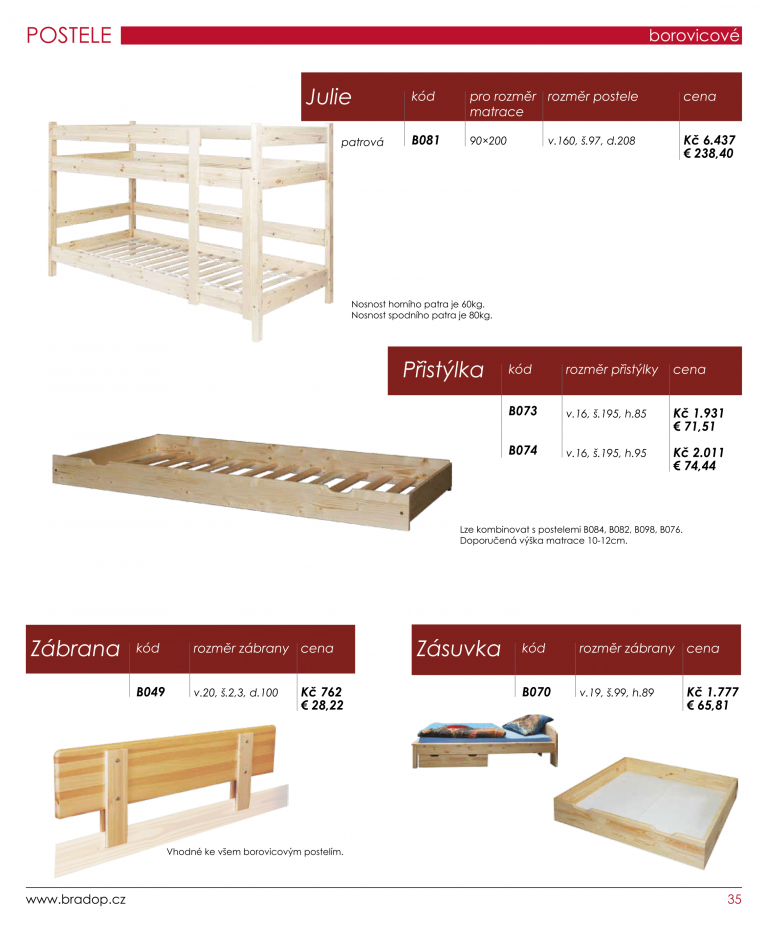 POSTELE borovicové
Julie kód pro rozměr matrace rozměr postele cena
patrová B081 90×200 v.160, š.97, d.208 Kč 6.437
€ 238,40
Nosnost horního patra je 60kg.
Nosnost spodního patra je 80kg.
Přistýlka kód rozměr přistýlky cena
B073 v.16, š.195, h.85 Kč 1.931
€ 71,51
B074 v.16, š.195, h.95 Kč 2.011
€ 74,44
Lze kombinovat s postelemi B084, B082, B098, B076.
Doporučená výška matrace 10-12cm.
Zábrana kód rozměr zábrany cena
B049 v.20, š.2,3, d.100 Kč 762
€ 28,22
Vhodné ke všem borovicovým postelím.
Zásuvka kód rozměr zábrany cena
B070 v.19, š.99, h.89 Kč 1.777
€ 65,81
www.bradop.cz 35